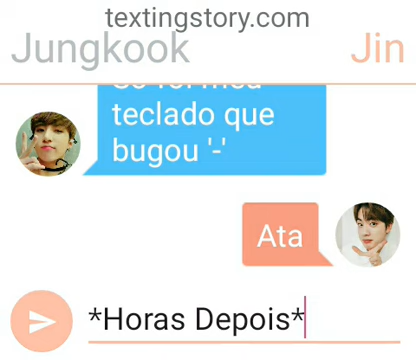 textingstory.com
Jungkook
Jin
teclado que
bugou '-'
Ata
*Horas Depois*